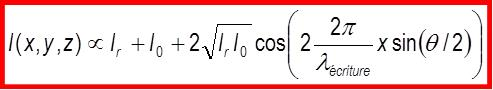 I(x,y,z) ∝ I_r + I_0 + 2√(I_r I_0) cos(2 2π/λ_écriture x sin(θ/2))